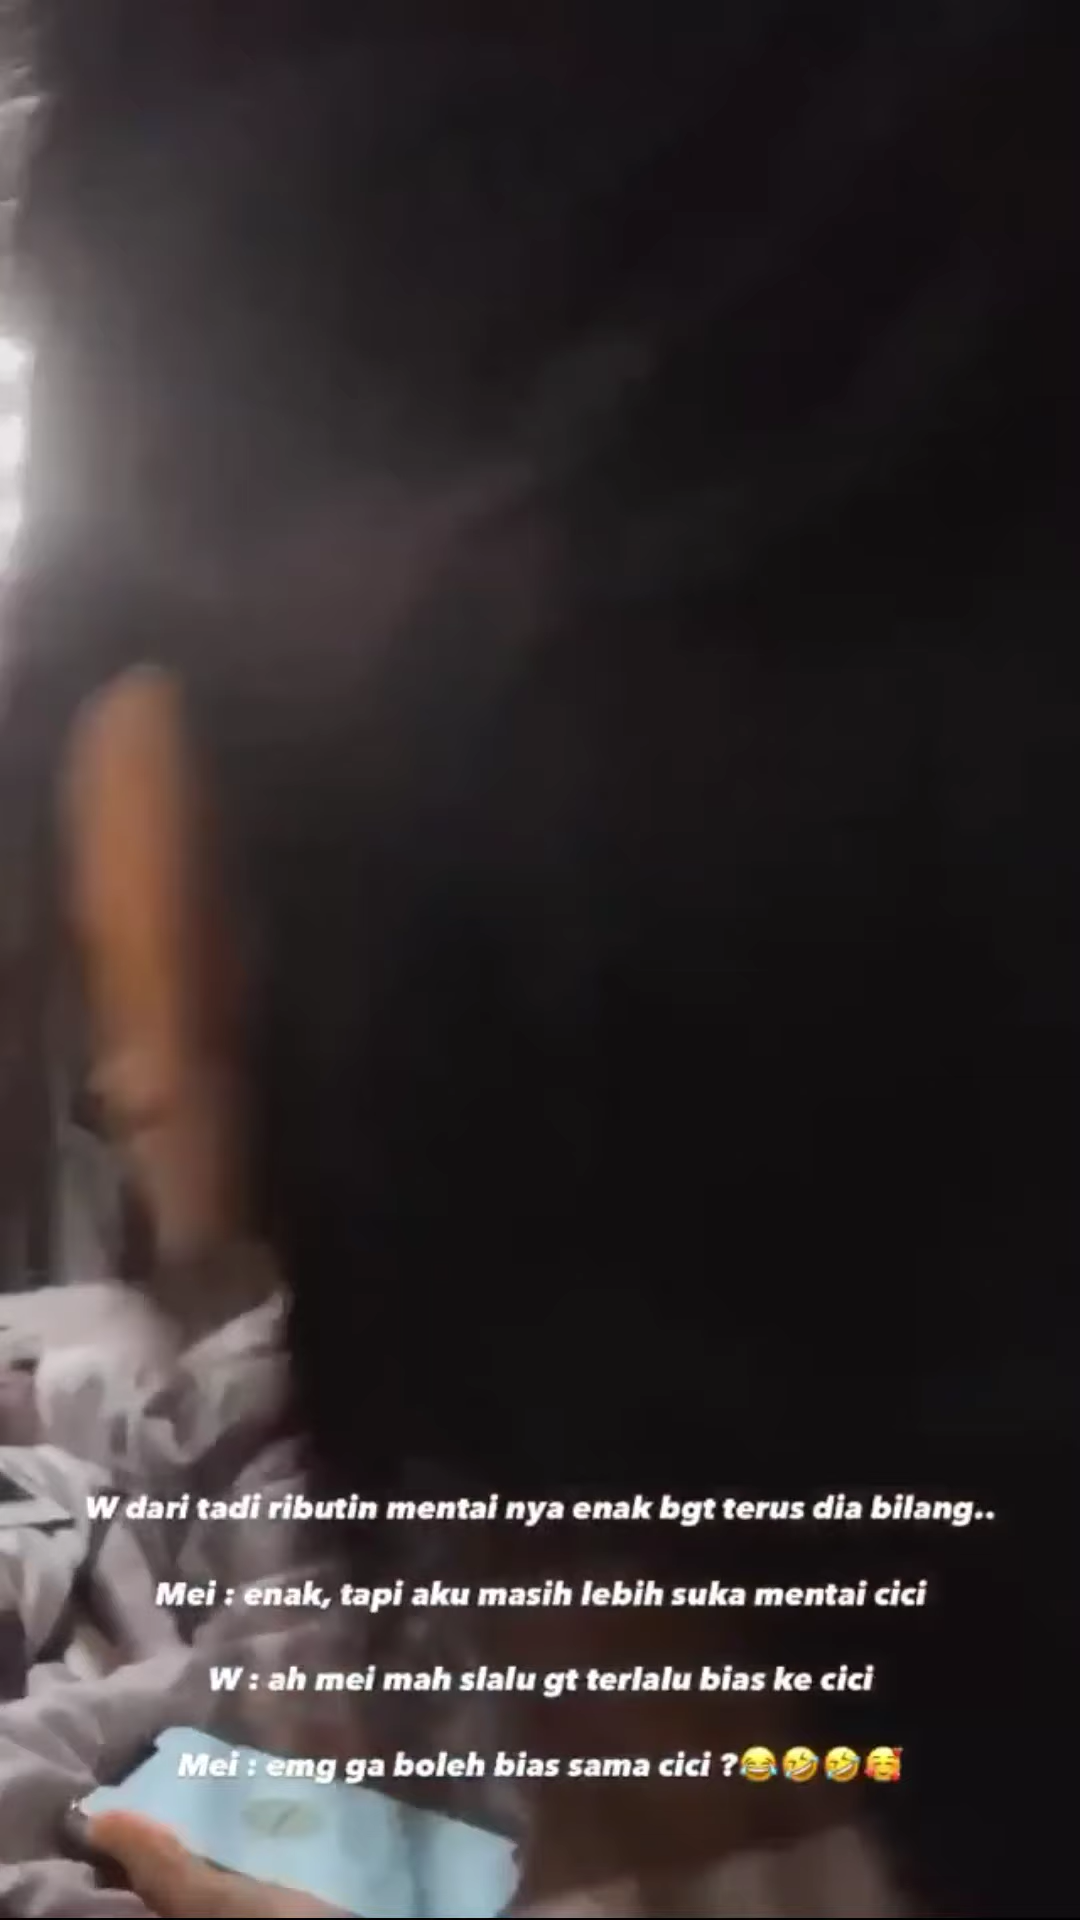 W dari tadi ributin mentai nya enak bgt terus dia bilang..
Mei : enak, tapi aku masih lebih suka mentai cici
W : ah mei mah slalu gt terlalu bias ke cici
Mei : emg ga boleh bias sama cici ?😂🤣🤣🥰